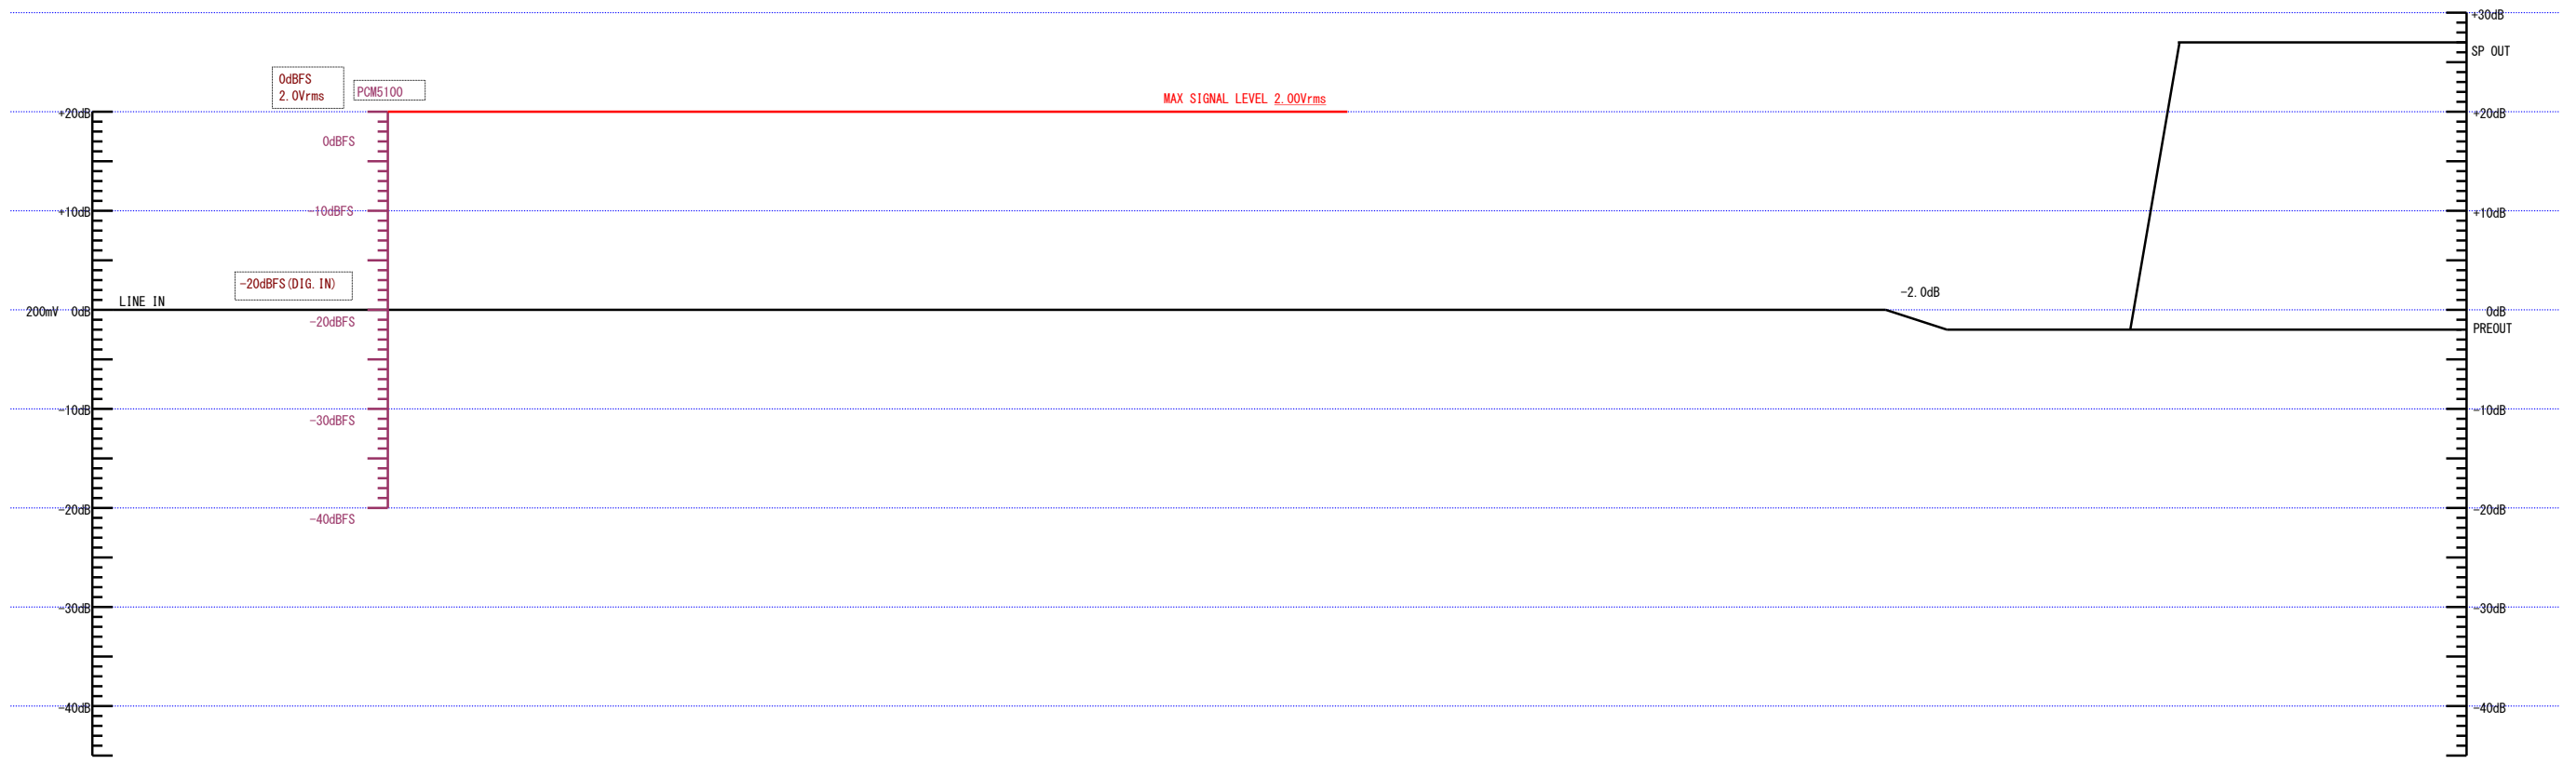 +30dB
SP OUT
0dBFS
2.0Vrms
PCM5100
MAX SIGNAL LEVEL 2.00Vrms
+20dB
+20dB
0dBFS
+10dB
-10dBFS
+10dB
-20dBFS(DIG.IN)
-2.0dB
LINE IN
200mV 0dB
0dB
-20dBFS
PREOUT
-10dB
-10dB
-30dBFS
-20dB
-20dB
-40dBFS
-30dB
-30dB
-40dB
-40dB